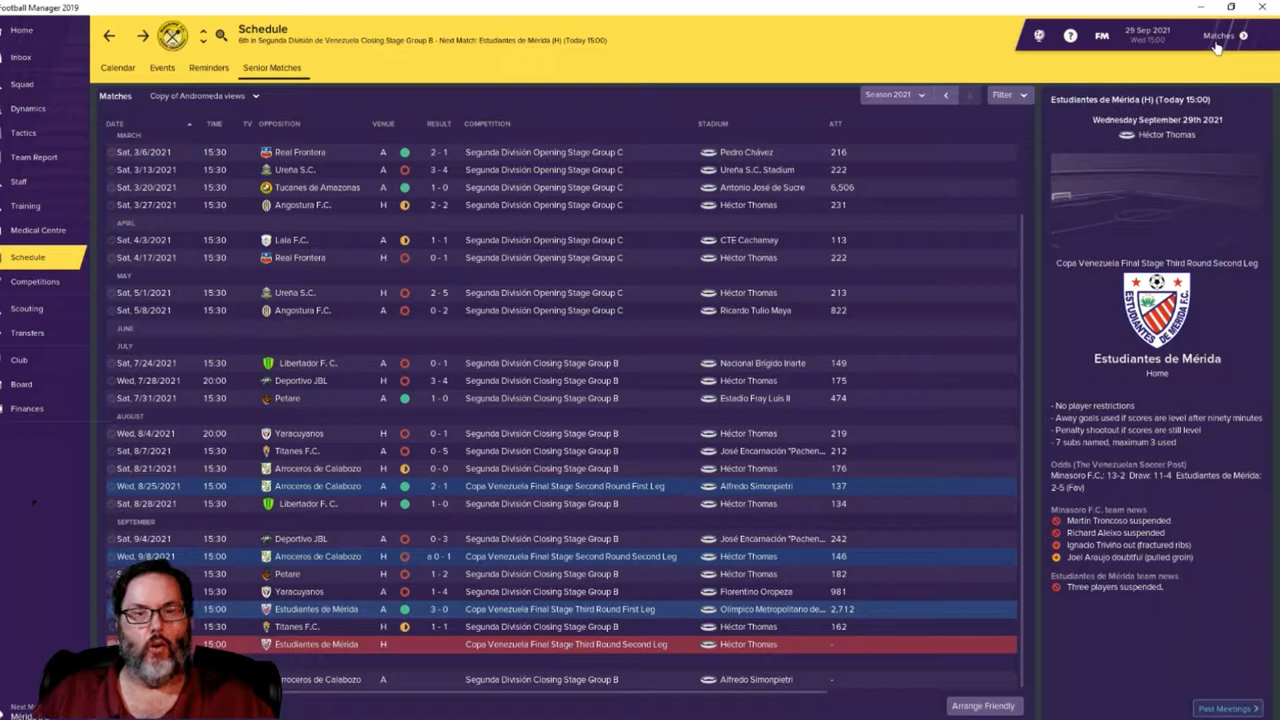 Football Manager 2019
Home
Inbox
Squad
Dynamics
Tactics
Team Report
Staff
Training
Medical Centre
Schedule
Competitions
Scouting
Transfers
Club
Board
Finances
Schedule
6th in Segunda División de Venezuela Closing Stage Group B - Next Match: Estudiantes de Mérida (H) (Today 15:00)
FM
29 Sep 2021
Wed 15:00
Matches
Calendar Events Reminders Senior Matches
Matches Copy of Andromeda views Season 2021 Filter
DATE TIME TV OPPOSITION VENUE RESULT COMPETITION STADIUM ATT
MARCH
Sat, 3/6/2021 15:30 Real Frontera A 2 - 1 Segunda División Opening Stage Group C Pedro Chávez 216
Sat, 3/13/2021 15:30 Ureña S.C. A 3 - 4 Segunda División Opening Stage Group C Ureña S.C. Stadium 222
Sat, 3/20/2021 15:30 Tucanes de Amazonas A 1 - 0 Segunda División Opening Stage Group C Antonio José de Sucre 6,506
Sat, 3/27/2021 15:30 Angostura F.C. H 2 - 2 Segunda División Opening Stage Group C Héctor Thomas 231
APRIL
Sat, 4/3/2021 15:30 Lala F.C. A 1 - 1 Segunda División Opening Stage Group C CTE Cachamay 113
Sat, 4/17/2021 15:30 Real Frontera H 0 - 1 Segunda División Opening Stage Group C Héctor Thomas 222
MAY
Sat, 5/1/2021 15:30 Ureña S.C. H 2 - 5 Segunda División Opening Stage Group C Héctor Thomas 213
Sat, 5/8/2021 15:30 Angostura F.C. A 0 - 2 Segunda División Opening Stage Group C Ricardo Tulio Maya 822
JUNE
JULY
Sat, 7/24/2021 15:30 Libertador F. C. A 0 - 1 Segunda División Closing Stage Group B Nacional Brígido Iriarte 149
Wed, 7/28/2021 20:00 Deportivo JBL H 3 - 4 Segunda División Closing Stage Group B Héctor Thomas 175
Sat, 7/31/2021 15:30 Petare A 1 - 0 Segunda División Closing Stage Group B Estadio Fray Luis II 474
AUGUST
Wed, 8/4/2021 20:00 Yaracuyanos H 0 - 1 Segunda División Closing Stage Group B Héctor Thomas 219
Sat, 8/7/2021 15:30 Titanes F.C. A 0 - 5 Segunda División Closing Stage Group B José Encarnación "Pachen... 212
Sat, 8/21/2021 15:30 Arroceros de Calabozo H 0 - 0 Segunda División Closing Stage Group B Héctor Thomas 176
Wed, 8/25/2021 15:00 Arroceros de Calabozo A 2 - 1 Copa Venezuela Final Stage Second Round First Leg Alfredo Simonpietri 137
Sat, 8/28/2021 15:30 Libertador F. C. H 1 - 0 Segunda División Closing Stage Group B Héctor Thomas 134
SEPTEMBER
Sat, 9/4/2021 15:30 Deportivo JBL A 0 - 3 Segunda División Closing Stage Group B José Encarnación "Pachen... 242
Wed, 9/8/2021 15:00 Arroceros de Calabozo H a 0 - 1 Copa Venezuela Final Stage Second Round Second Leg Héctor Thomas 146
15:30 Petare H 1 - 2 Segunda División Closing Stage Group B Héctor Thomas 182
15:30 Yaracuyanos A 1 - 4 Segunda División Closing Stage Group B Florentino Oropeza 981
15:00 Estudiantes de Mérida A 3 - 0 Copa Venezuela Final Stage Third Round First Leg Olímpico Metropolitano de... 2,712
15:30 Titanes F.C. H 1 - 1 Segunda División Closing Stage Group B Héctor Thomas 162
15:00 Estudiantes de Mérida H Copa Venezuela Final Stage Third Round Second Leg Héctor Thomas -
Arroceros de Calabozo A Segunda División Closing Stage Group B Alfredo Simonpietri -
Arrange Friendly
Estudiantes de Mérida (H) (Today 15:00)
Wednesday September 29th 2021
Héctor Thomas
Copa Venezuela Final Stage Third Round Second Leg
ESTUDIANTES DE MERIDA F.C.
Estudiantes de Mérida
Home
- No player restrictions
- Away goals used if scores are level after ninety minutes
- Penalty shootout if scores are still level
- 7 subs named, maximum 3 used
Odds (The Venezuelan Soccer Post)
Minasoro F.C.: 13-2 Draw: 11-4 Estudiantes de Mérida:
2-5 (Fav)
Minasoro F.C. team news
Martin Troncoso suspended
Richard Aleixo suspended
Ignacio Triviño out (fractured ribs)
Joel Araujo doubtful (pulled groin)
Estudiantes de Mérida team news
Three players suspended.
Past Meetings